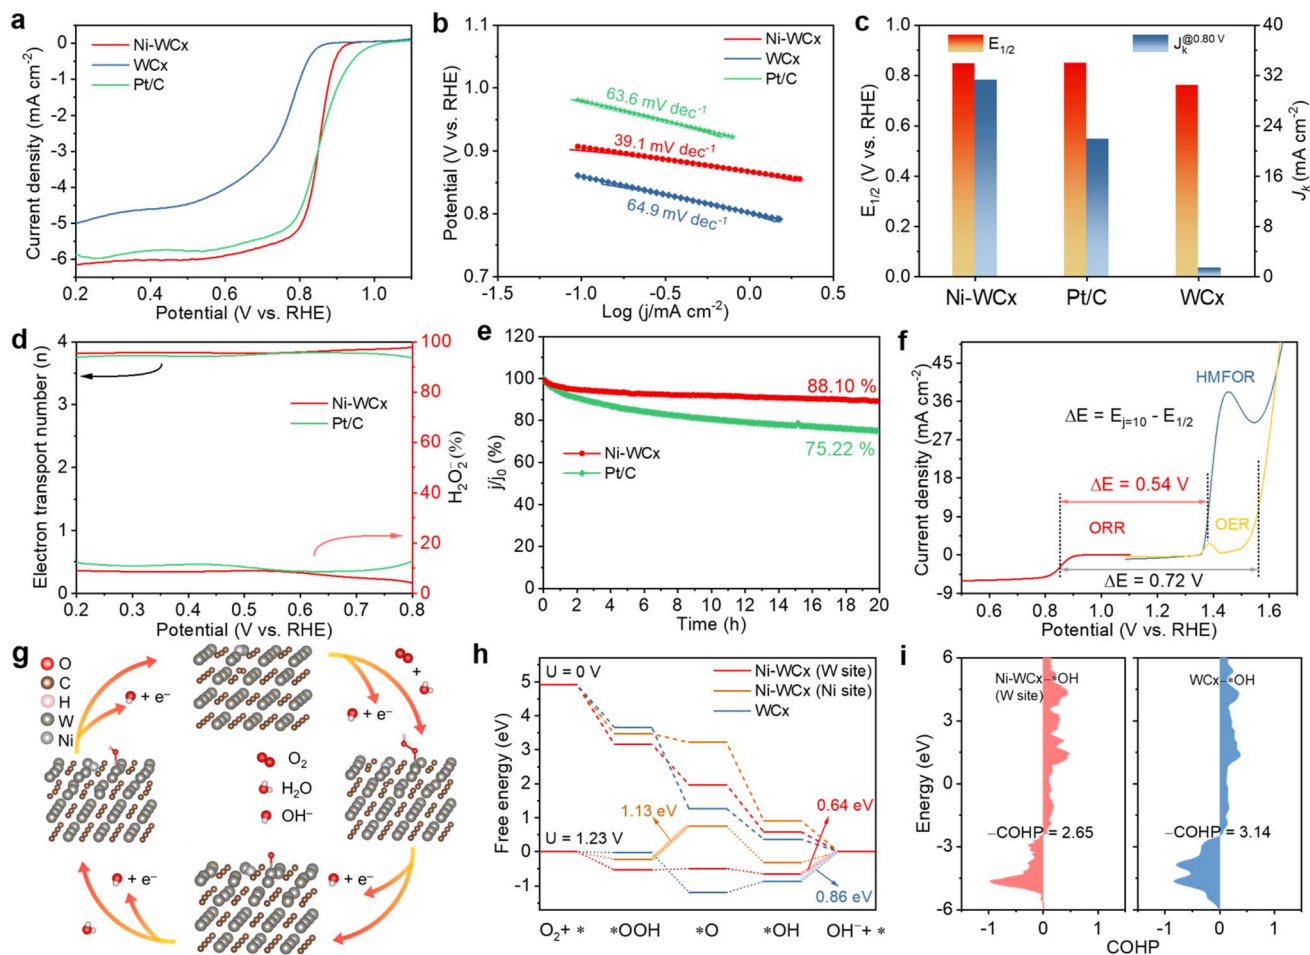 a
Ni-WCx
WCx
Pt/C
0
-1
-2
-3
-4
-5
-6
Current density (mA cm⁻²)
0.2
0.4
0.6
0.8
1.0
Potential (V vs. RHE)
b
Ni-WCx
WCx
Pt/C
63.6 mV dec⁻¹
39.1 mV dec⁻¹
64.9 mV dec⁻¹
1.1
1.0
0.9
0.8
0.7
Potential (V vs. RHE)
-1.5
-1.0
-0.5
0.0
0.5
Log (j/mA cm⁻²)
c
E₁/₂
Jₖ@0.80 V
1.0
0.8
0.6
0.4
0.2
0.0
E₁/₂ (V vs. RHE)
40
32
24
16
8
0
Jₖ (mA cm⁻²)
Ni-WCx
Pt/C
WCx
d
4
3
2
1
0
Electron transport number (n)
Ni-WCx
Pt/C
100
80
60
40
20
0
H₂O₂⁻(%)
0.2
0.3
0.4
0.5
0.6
0.7
0.8
Potential (V vs. RHE)
e
120
100
80
60
40
20
0
j/j₀ (%)
88.10 %
75.22 %
Ni-WCx
Pt/C
0
2
4
6
8
10
12
14
16
18
20
Time (h)
f
45
36
27
18
9
0
-9
Current density (mA cm⁻²)
HMFOR
ΔE = Eⱼ₌₁₀ - E₁/₂
ΔE = 0.54 V
ORR
OER
ΔE = 0.72 V
0.6
0.8
1.0
1.2
1.4
1.6
Potential (V vs. RHE)
g
O
C
H
W
Ni
+
+ e⁻
+ e⁻
O₂
H₂O
OH⁻
+ e⁻
+ e⁻
h
U = 0 V
Ni-WCx (W site)
Ni-WCx (Ni site)
WCx
5
4
3
2
1
0
-1
Free energy (eV)
1.13 eV
0.64 eV
U = 1.23 V
0.86 eV
O₂+ *
*OOH
*O
*OH
OH⁻+ *
i
6
3
0
-3
-6
Energy (eV)
Ni-WCx–*OH
(W site)
–COHP = 2.65
WCx–*OH
–COHP = 3.14
-1
0
1
-1
0
1
COHP